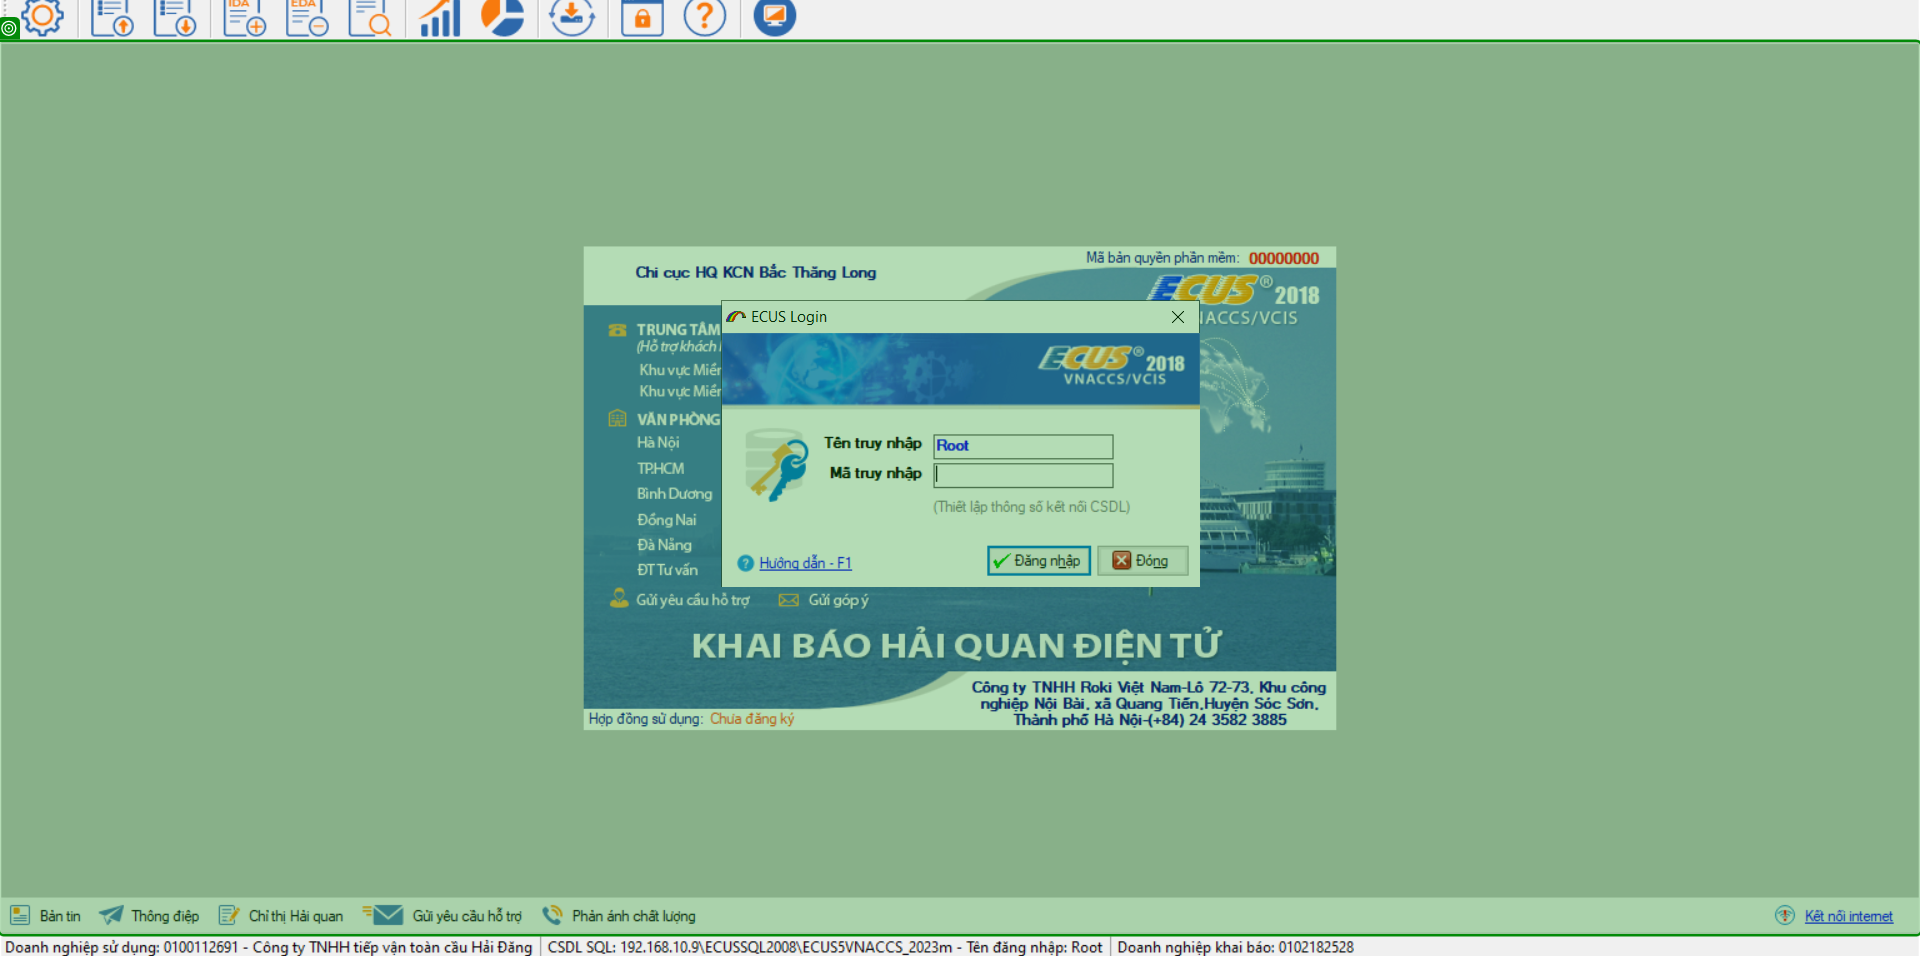 IDA
EDA
Chi cục HQ KCN Bắc Thăng Long
Mã bản quyền phần mềm: 00000000
ECUS® 2018
VNACCS/VCIS
ECUS Login
TRUNG TÂM
(Hỗ trợ khách
Khu vực Miền
Khu vực Miền
ECUS® 2018
VNACCS/VCIS
VĂN PHÒNG
Hà Nội
TP.HCM
Bình Dương
Đồng Nai
Đà Nẵng
ĐT Tư vấn
Tên truy nhập Root
Mã truy nhập
(Thiết lập thông số kết nối CSDL)
Hướng dẫn - F1
Đăng nhập
Đóng
Gửi yêu cầu hỗ trợ
Gửi góp ý
KHAI BÁO HẢI QUAN ĐIỆN TỬ
Công ty TNHH Roki Việt Nam-Lô 72-73, Khu công
nghiệp Nội Bài, xã Quang Tiến,Huyện Sóc Sơn,
Thành phố Hà Nội-(+84) 24 3582 3885
Hợp đồng sử dụng: Chưa đăng ký
Bản tin
Thông điệp
Chỉ thị Hải quan
Gửi yêu cầu hỗ trợ
Phản ánh chất lượng
Kết nối internet
Doanh nghiệp sử dụng: 0100112691 - Công ty TNHH tiếp vận toàn cầu Hải Đăng
CSDL SQL: 192.168.10.9\ECUSSQL2008\ECUS5VNACCS_2023m - Tên đăng nhập: Root
Doanh nghiệp khai báo: 0102182528